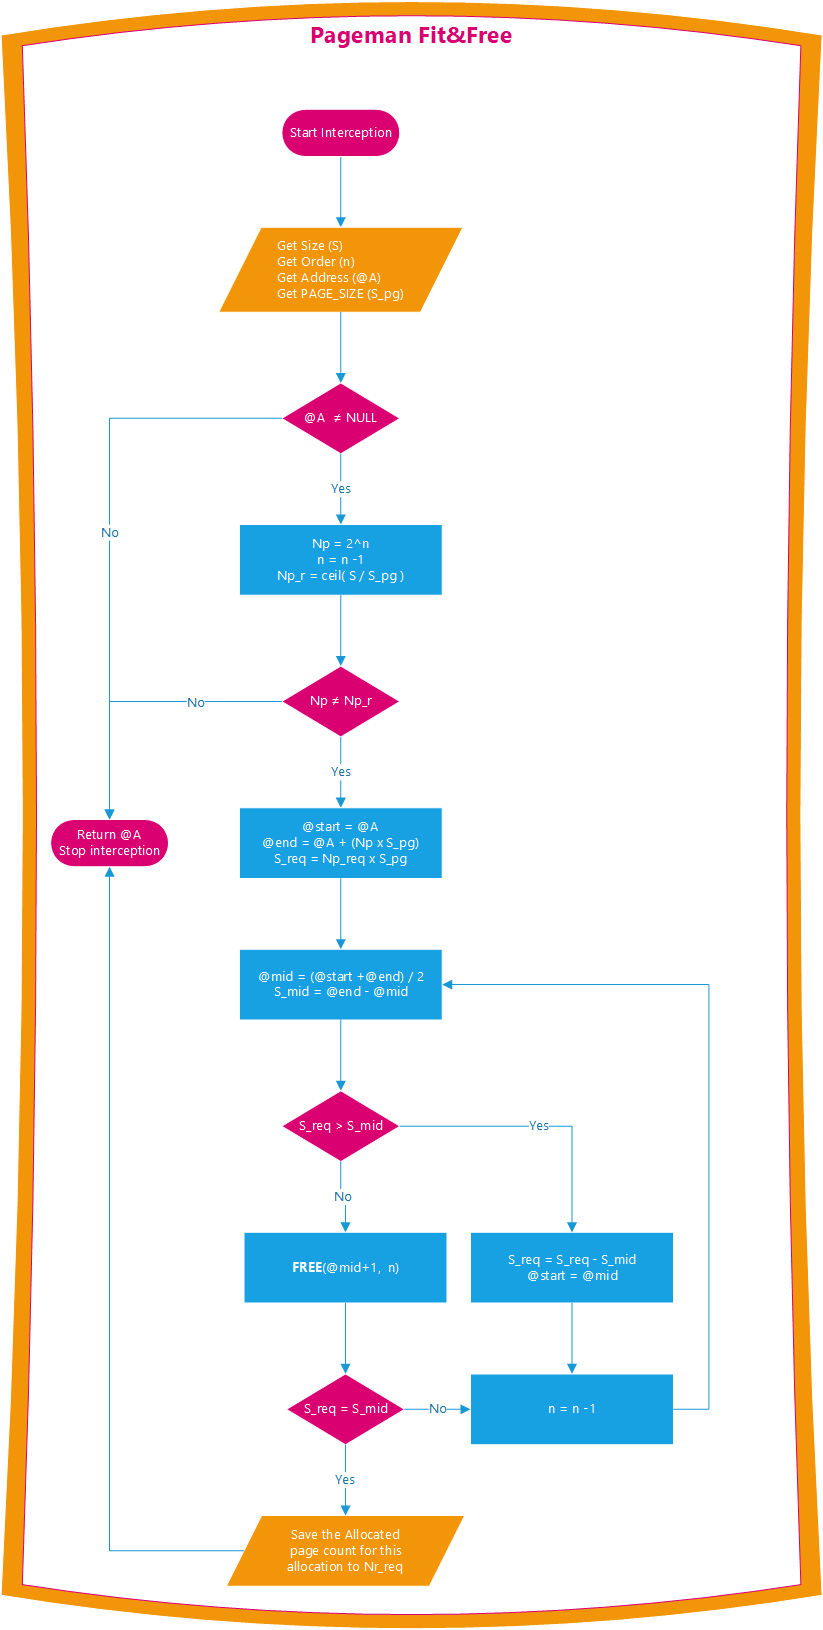 Pageman Fit&Free
Start Interception
Get Size (S)
Get Order (n)
Get Address (@A)
Get PAGE_SIZE (S_pg)
@A ≠ NULL
No
Yes
Np = 2^n
n = n -1
Np_r = ceil( S / S_pg )
Np ≠ Np_r
No
Yes
@start = @A
@end = @A + (Np x S_pg)
S_req = Np_req x S_pg
Return @A
Stop interception
@mid = (@start +@end) / 2
S_mid = @end - @mid
S_req > S_mid
Yes
No
FREE(@mid+1, n)
S_req = S_req - S_mid
@start = @mid
S_req = S_mid
No
n = n -1
Yes
Save the Allocated
page count for this
allocation to Nr_req